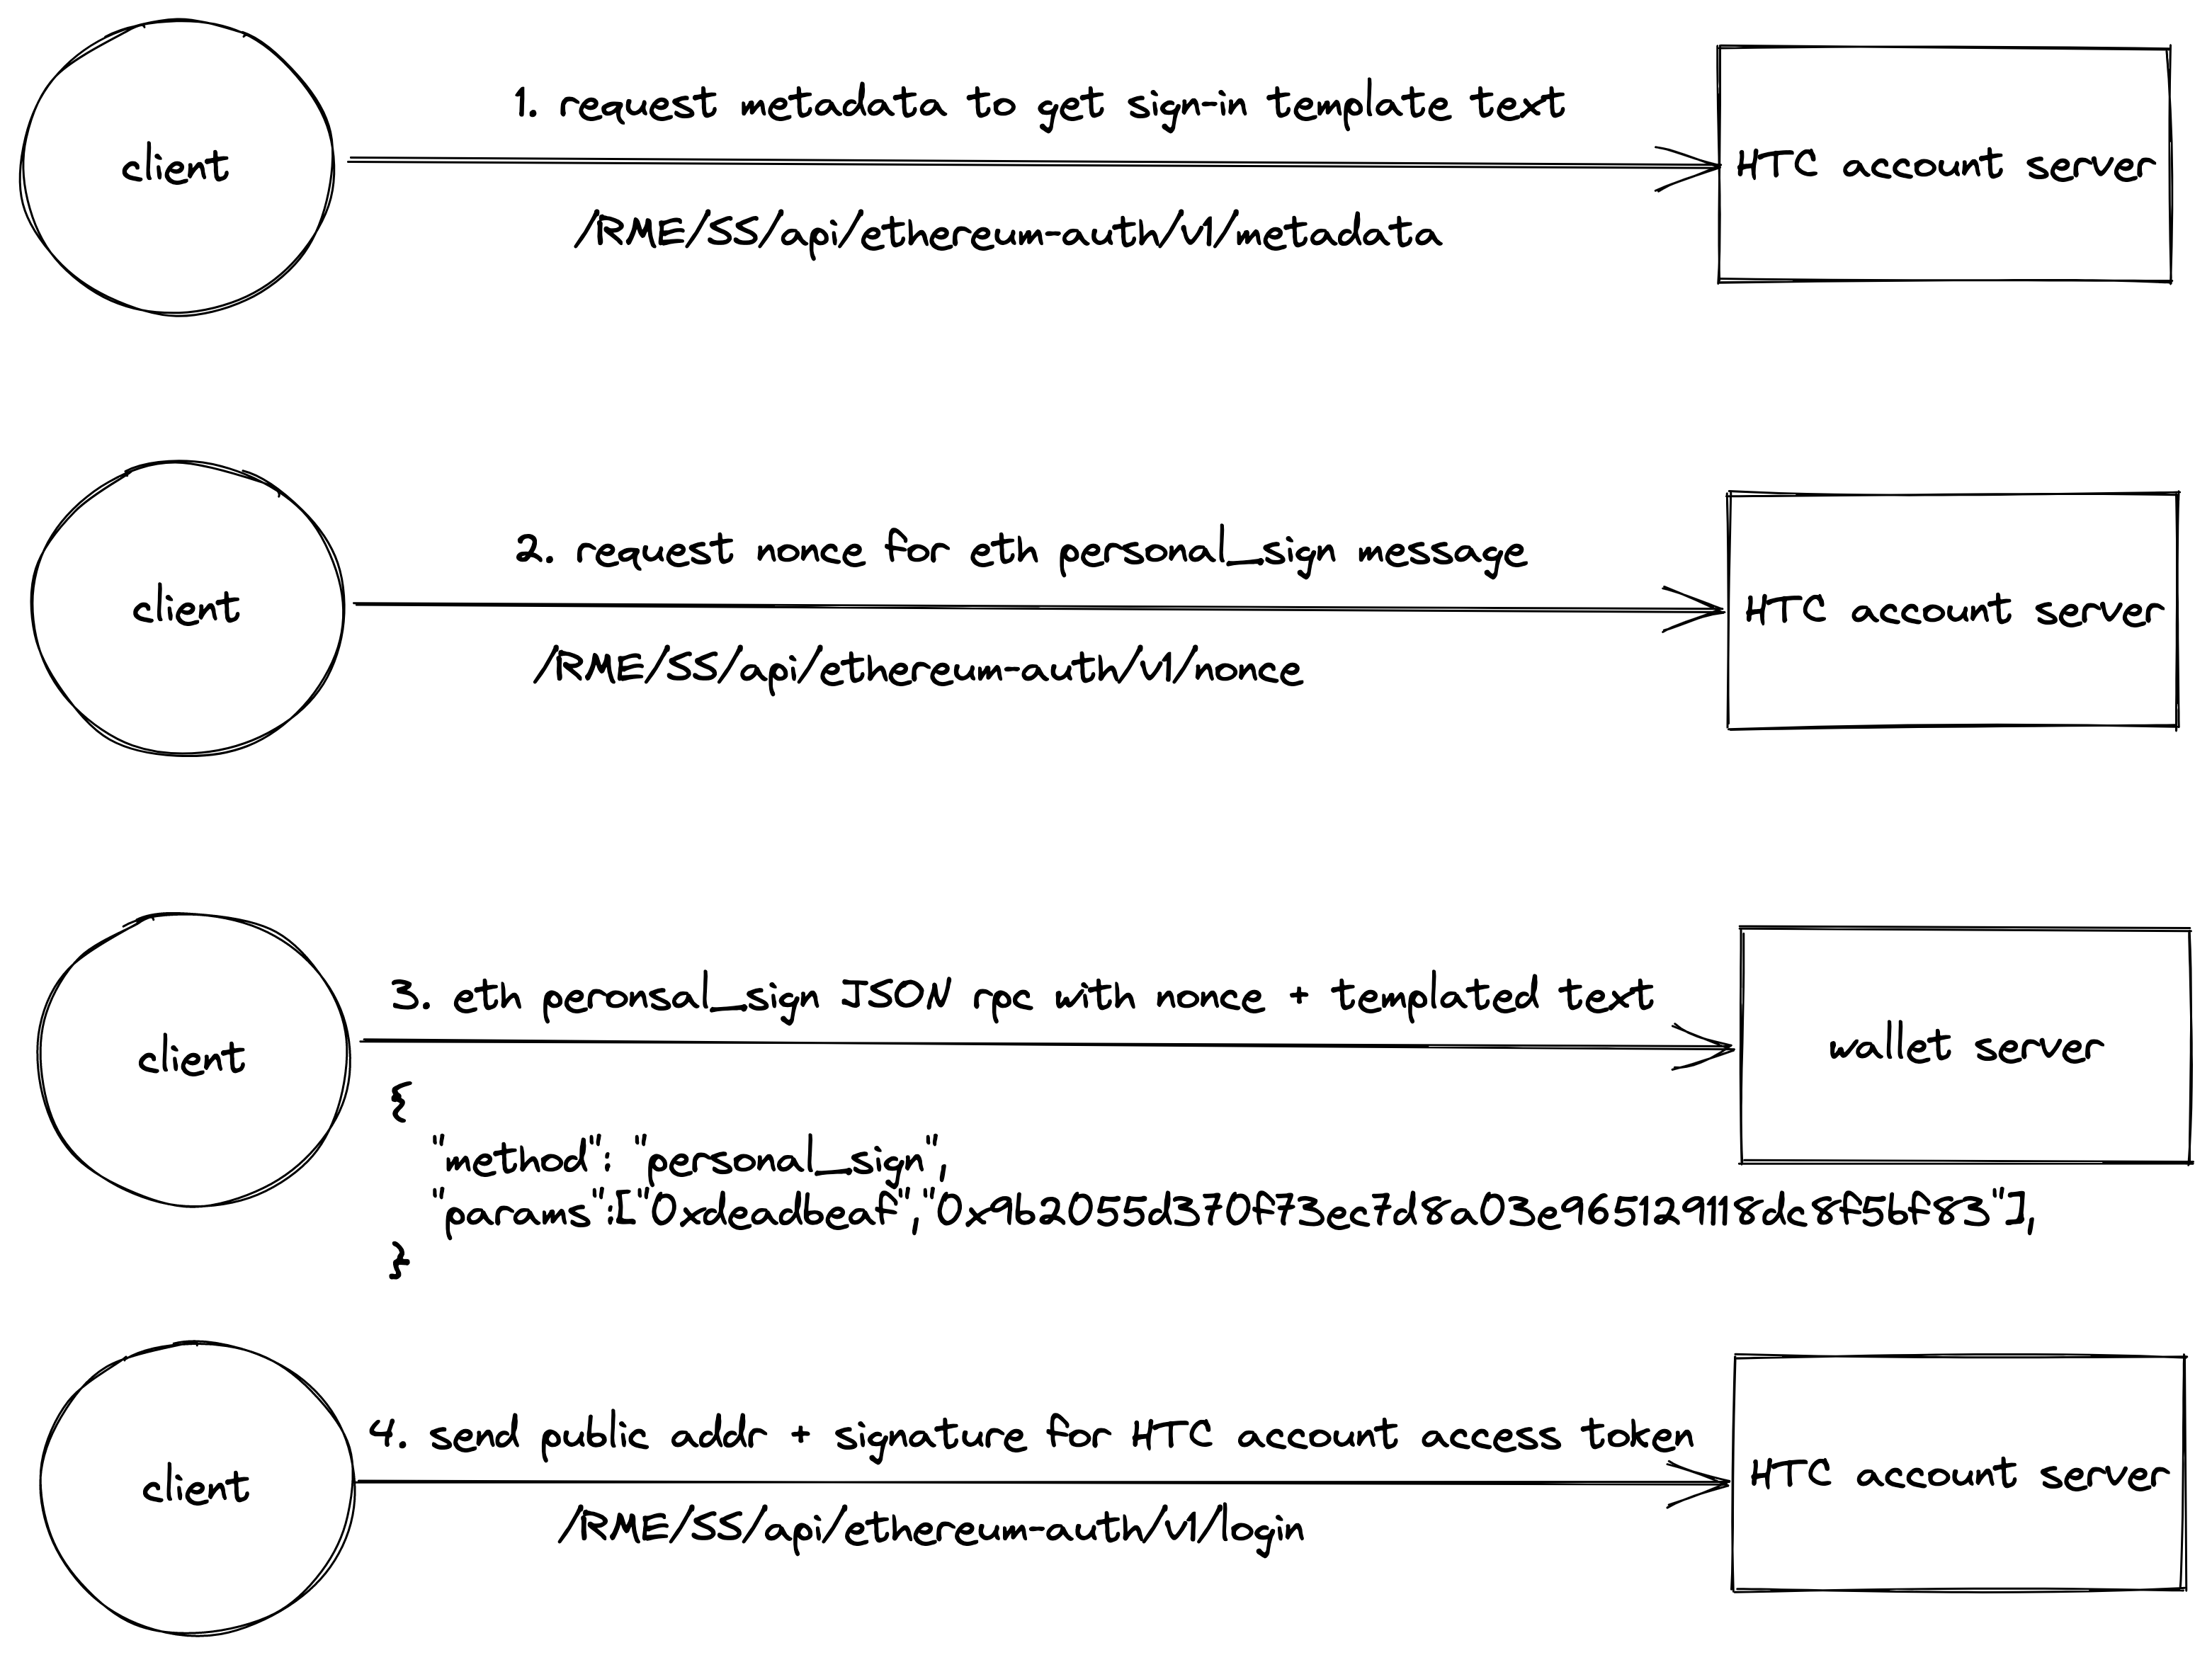 1. request metadata to get sign-in template text
client
HTC account server
/RME/SS/api/ethereum-auth/v1/metadata
2. request nonce for eth personal_sign message
client
HTC account server
/RME/SS/api/ethereum-auth/v1/nonce
3. eth peronsal_sign JSON rpc with nonce + templated text
client
wallet server
{
"method": "personal_sign",
"params":["0xdeadbeaf","0x9b2055d370f73ec7d8a03e965129118dc8f5bf83"],
}
4. send public addr + signature for HTC account access token
client
HTC account server
/RME/SS/api/ethereum-auth/v1/login